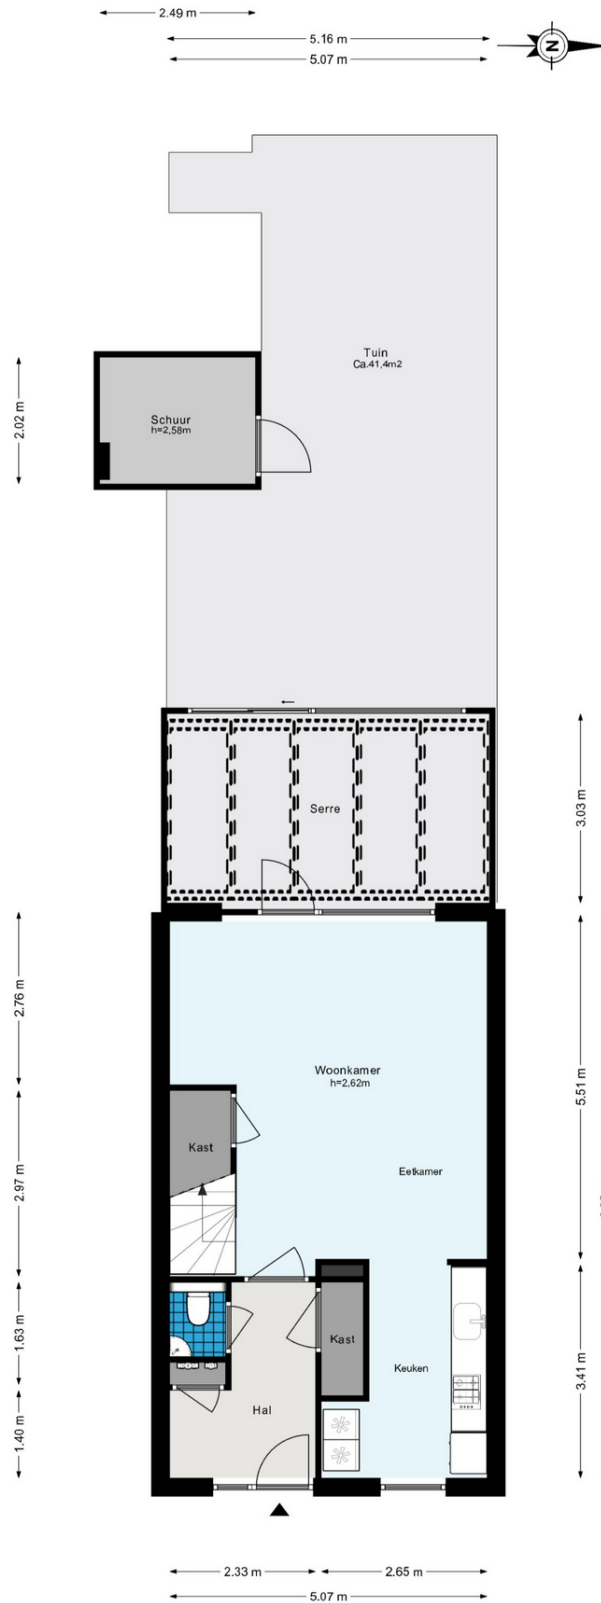 2.49 m
5.16 m
5.07 m
N
Tuin
Ca.41,4m2
2.02 m
Schuur
h=2,58m
Serre
3.03 m
2.76 m
Woonkamer
h=2,62m
5.51 m
Kast
Eetkamer
2.97 m
1.63 m
Kast
Keuken
3.41 m
Hal
1.40 m
2.33 m
2.65 m
5.07 m